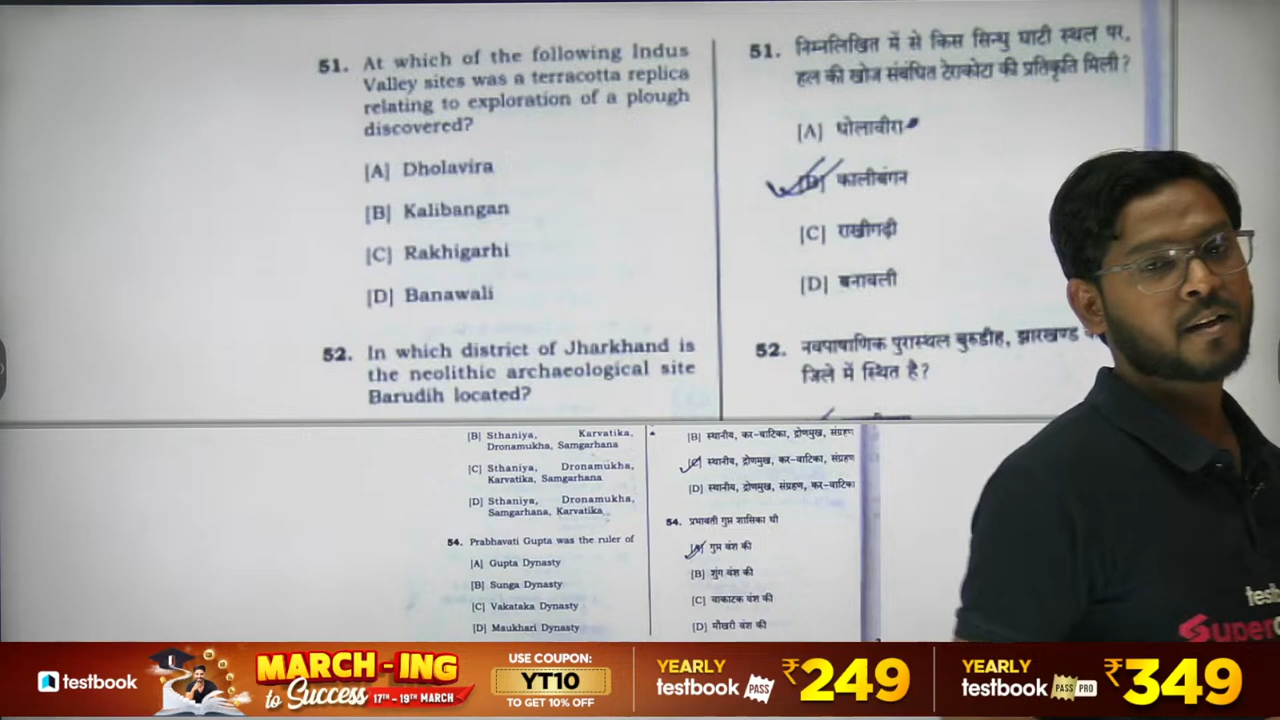 51. At which of the following Indus
Valley sites was a terracotta replica
relating to exploration of a plough
discovered?
[A] Dholavira
[B] Kalibangan
[C] Rakhigarhi
[D] Banawali
52. In which district of Jharkhand is
the neolithic archaeological site
Barudih located?
51. निम्नलिखित में से किस सिन्धु घाटी स्थल पर,
हल की खोज संबंधित टेराकोटा की प्रतिकृति मिली?
[A] धोलावीरा
कालीबंगन
[C] राखीगढ़ी
[D] बनावली
52. नवपाषाणिक पुरास्थल बुरूडीह, झारखण्ड
जिले में स्थित है?
[B] Sthaniya, Karvatika,
Dronamukha, Samgarhana
[C] Sthaniya, Dronamukha,
Karvatika, Samgarhana
[D] Sthaniya, Dronamukha,
Samgarhana, Karvatika
54. Prabhavati Gupta was the ruler of
[A] Gupta Dynasty
[B] Sunga Dynasty
[C] Vakataka Dynasty
[D] Maukhari Dynasty
[B] स्थानीय, कर-वाटिका, द्रोणमुख, संग्रहण
[C] स्थानीय, द्रोणमुख, कर-वाटिका, संग्रहण
[D] स्थानीय, द्रोणमुख, संग्रहण, कर-वाटिका
54. प्रभावती गुप्त शासिका थी
[A] गुप्त वंश की
[B] शुंग वंश की
[C] वाकाटक वंश की
[D] मौखरी वंश की
testbook
MARCH-ING
to Success 17TH - 19TH MARCH
USE COUPON:
YT10
TO GET 10% OFF
YEARLY
testbook PASS ₹249
YEARLY
testbook PASS PRO ₹349